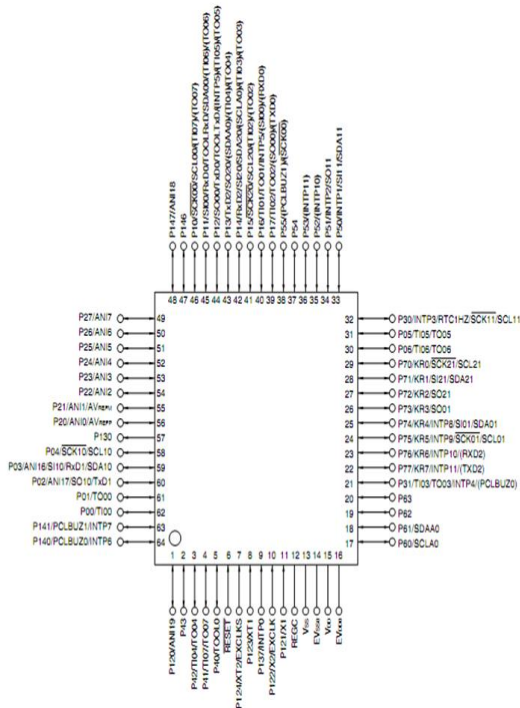 P147/ANI18
P146
P10/SCK00/SCL00/(TI07)/(TO07)
P11/SI00/RxD0/TOOLRxD/SDA00/(TI06)/(TO06)
P12/SO00/TxD0/TOOLTxD/(INTP5)/(TI05)/(TO05)
P13/TxD2/SO20/(SDAA0)/(TI04)/(TO04)
P14/RxD2/SI20/SDA20/(SCLA0)/(TI03)/(TO03)
P15/SCK20/SCL20/(TI02)/(TO02)
P16/TI01/TO01/INTP5/(SI00)/(RXD0)
P17/TI02/TO02/(SO00)/(TXD0)
P55/(PCLBUZ1)/(SCK00)
P54
P53/(INTP11)
P52/(INTP10)
P51/INTP2/SO11
P50/INTP1/SI11/SDA11
48 47 46 45 44 43 42 41 40 39 38 37 36 35 34 33
P27/ANI7 49
P26/ANI6 50
P25/ANI5 51
P24/ANI4 52
P23/ANI3 53
P22/ANI2 54
P21/ANI1/AVREFM 55
P20/ANI0/AVREFP 56
P130 57
P04/SCK10/SCL10 58
P03/ANI16/SI10/RxD1/SDA10 59
P02/ANI17/SO10/TxD1 60
P01/TO00 61
P00/TI00 62
P141/PCLBUZ1/INTP7 63
P140/PCLBUZ0/INTP6 64
32 P30/INTP3/RTC1HZ/SCK11/SCL11
31 P05/TI05/TO05
30 P06/TI06/TO06
29 P70/KR0/SCK21/SCL21
28 P71/KR1/SI21/SDA21
27 P72/KR2/SO21
26 P73/KR3/SO01
25 P74/KR4/INTP8/SI01/SDA01
24 P75/KR5/INTP9/SCK01/SCL01
23 P76/KR6/INTP10/(RXD2)
22 P77/KR7/INTP11/(TXD2)
21 P31/TI03/TO03/INTP4/(PCLBUZ0)
20 P63
19 P62
18 P61/SDAA0
17 P60/SCLA0
1 2 3 4 5 6 7 8 9 10 11 12 13 14 15 16
P120/ANI19
P43
P42/TI04/TO04
P41/TI07/TO07
P40/TOOL0
RESET
P124/XT2/EXCLKS
P123/XT1
P137/INTP0
P122/X2/EXCLK
P121/X1
REGC
VSS
EVSS0
VDD
EVDD0